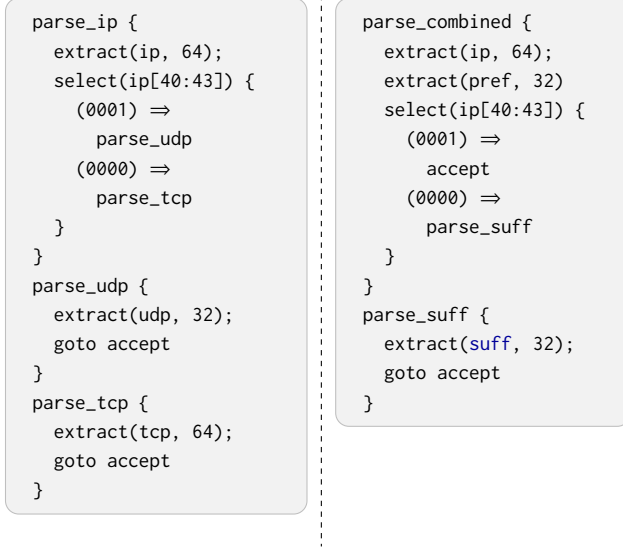 parse_ip {
  extract(ip, 64);
  select(ip[40:43]) {
    (0001) ⇒
      parse_udp
    (0000) ⇒
      parse_tcp
  }
}
parse_udp {
  extract(udp, 32);
  goto accept
}
parse_tcp {
  extract(tcp, 64);
  goto accept
}
parse_combined {
  extract(ip, 64);
  extract(pref, 32)
  select(ip[40:43]) {
    (0001) ⇒
      accept
    (0000) ⇒
      parse_suff
  }
}
parse_suff {
  extract(suff, 32);
  goto accept
}